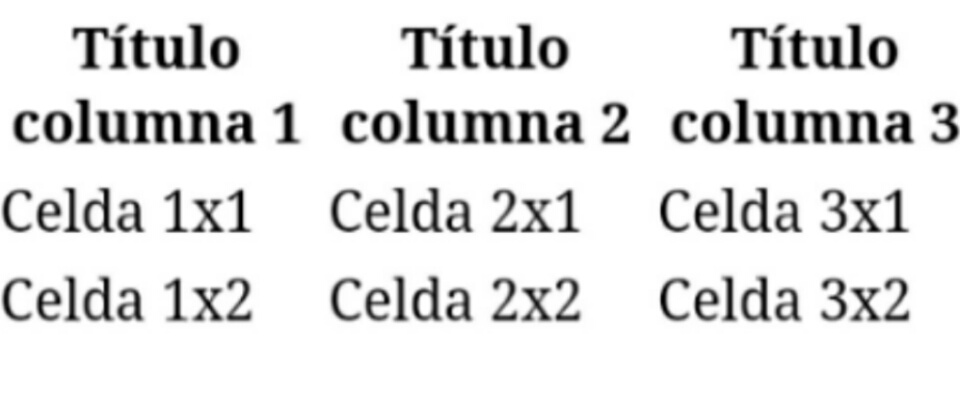 Título Título Título
columna 1 columna 2 columna 3
Celda 1x1 Celda 2x1 Celda 3x1
Celda 1x2 Celda 2x2 Celda 3x2